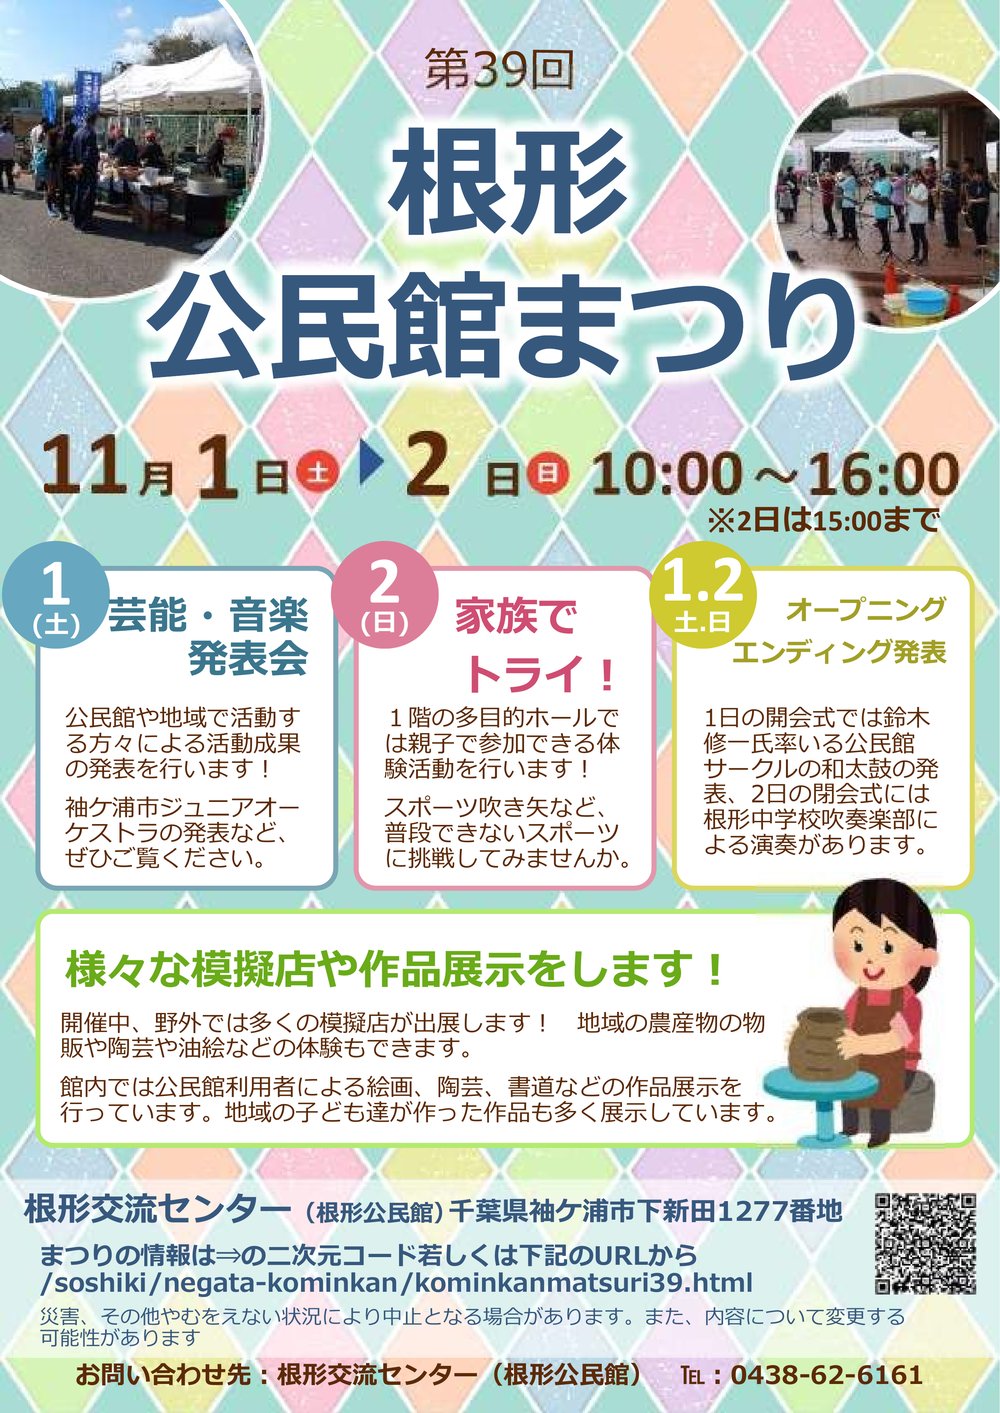 第39回
根形
公民館まつり
11月1日土▶2日日 10:00～16:00
※2日は15:00まで
1
(土)
芸能・音楽
発表会
公民館や地域で活動す
る方々による活動成果
の発表を行います！
袖ケ浦市ジュニアオー
ケストラの発表など、
ぜひご覧ください。
2
(日)
家族で
トライ！
１階の多目的ホールで
は親子で参加できる体
験活動を行います！
スポーツ吹き矢など、
普段できないスポーツ
に挑戦してみませんか。
1.2
土.日
オープニング
エンディング発表
1日の開会式では鈴木
修一氏率いる公民館
サークルの和太鼓の発
表、2日の閉会式には
根形中学校吹奏楽部に
よる演奏があります。
様々な模擬店や作品展示をします！
開催中、野外では多くの模擬店が出展します！　地域の農産物の物
販や陶芸や油絵などの体験もできます。
館内では公民館利用者による絵画、陶芸、書道などの作品展示を
行っています。地域の子ども達が作った作品も多く展示しています。
根形交流センター（根形公民館）千葉県袖ケ浦市下新田1277番地
まつりの情報は⇒の二次元コード若しくは下記のURLから
/soshiki/negata-kominkan/kominkanmatsuri39.html
災害、その他やむをえない状況により中止となる場合があります。また、内容について変更する
可能性があります
お問い合わせ先：根形交流センター（根形公民館）　℡：0438-62-6161